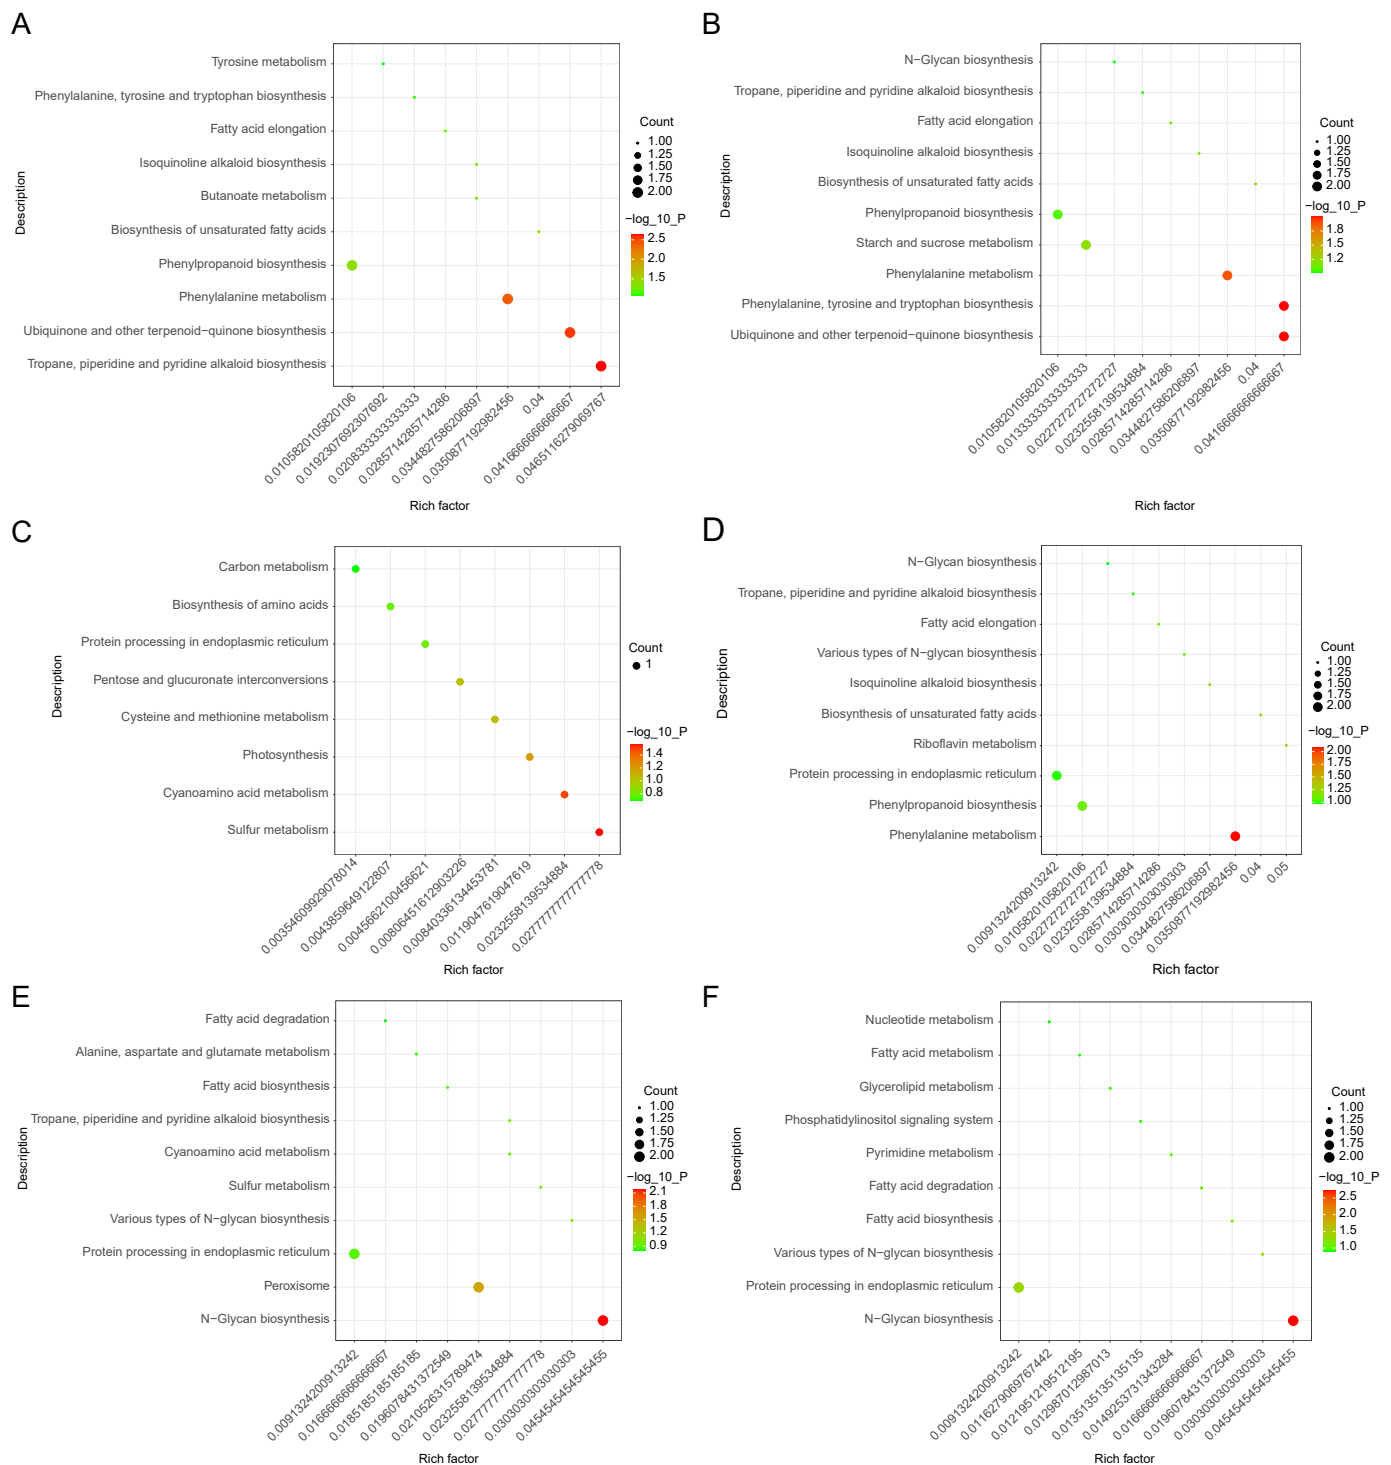 A
Tyrosine metabolism
Phenylalanine, tyrosine and tryptophan biosynthesis
Fatty acid elongation
Isoquinoline alkaloid biosynthesis
Butanoate metabolism
Biosynthesis of unsaturated fatty acids
Phenylpropanoid biosynthesis
Phenylalanine metabolism
Ubiquinone and other terpenoid−quinone biosynthesis
Tropane, piperidine and pyridine alkaloid biosynthesis
Description
0.0105820105820106
0.0192307692307692
0.0208333333333333
0.0285714285714286
0.0344827586206897
0.0350877192982456
0.04
0.0416666666666667
0.0465116279069767
Rich factor
Count
1.00
1.25
1.50
1.75
2.00
−log_10_P
2.5
2.0
1.5
B
N−Glycan biosynthesis
Tropane, piperidine and pyridine alkaloid biosynthesis
Fatty acid elongation
Isoquinoline alkaloid biosynthesis
Biosynthesis of unsaturated fatty acids
Phenylpropanoid biosynthesis
Starch and sucrose metabolism
Phenylalanine metabolism
Phenylalanine, tyrosine and tryptophan biosynthesis
Ubiquinone and other terpenoid−quinone biosynthesis
Description
0.0105820105820106
0.0133333333333333
0.0227272727272727
0.0232558139534884
0.0285714285714286
0.0344827586206897
0.0350877192982456
0.04
0.0416666666666667
Rich factor
Count
1.00
1.25
1.50
1.75
2.00
−log_10_P
1.8
1.5
1.2
C
Carbon metabolism
Biosynthesis of amino acids
Protein processing in endoplasmic reticulum
Pentose and glucuronate interconversions
Cysteine and methionine metabolism
Photosynthesis
Cyanoamino acid metabolism
Sulfur metabolism
Description
0.00354609929078014
0.0043859649122807
0.0045662100456621
0.00806451612903226
0.00840336134453781
0.0119047619047619
0.0232558139534884
0.0277777777777778
Rich factor
Count
1
−log_10_P
1.4
1.2
1.0
0.8
D
N−Glycan biosynthesis
Tropane, piperidine and pyridine alkaloid biosynthesis
Fatty acid elongation
Various types of N−glycan biosynthesis
Isoquinoline alkaloid biosynthesis
Biosynthesis of unsaturated fatty acids
Riboflavin metabolism
Protein processing in endoplasmic reticulum
Phenylpropanoid biosynthesis
Phenylalanine metabolism
Description
0.0091324200913242
0.0105820105820106
0.0227272727272727
0.0232558139534884
0.0285714285714286
0.0303030303030303
0.0344827586206897
0.0350877192982456
0.04
0.05
Rich factor
Count
1.00
1.25
1.50
1.75
2.00
−log_10_P
2.00
1.75
1.50
1.25
1.00
E
Fatty acid degradation
Alanine, aspartate and glutamate metabolism
Fatty acid biosynthesis
Tropane, piperidine and pyridine alkaloid biosynthesis
Cyanoamino acid metabolism
Sulfur metabolism
Various types of N−glycan biosynthesis
Protein processing in endoplasmic reticulum
Peroxisome
N−Glycan biosynthesis
Description
0.0091324200913242
0.0166666666666667
0.0185185185185185
0.0196078431372549
0.0210526315789474
0.0232558139534884
0.0277777777777778
0.0303030303030303
0.0454545454545455
Rich factor
Count
1.00
1.25
1.50
1.75
2.00
−log_10_P
2.1
1.8
1.5
1.2
0.9
F
Nucleotide metabolism
Fatty acid metabolism
Glycerolipid metabolism
Phosphatidylinositol signaling system
Pyrimidine metabolism
Fatty acid degradation
Fatty acid biosynthesis
Various types of N−glycan biosynthesis
Protein processing in endoplasmic reticulum
N−Glycan biosynthesis
Description
0.0091324200913242
0.0116279069767442
0.0121951219512195
0.012987012987013
0.0135135135135135
0.0149253731343284
0.0166666666666667
0.0196078431372549
0.0303030303030303
0.0454545454545455
Rich factor
Count
1.00
1.25
1.50
1.75
2.00
−log_10_P
2.5
2.0
1.5
1.0